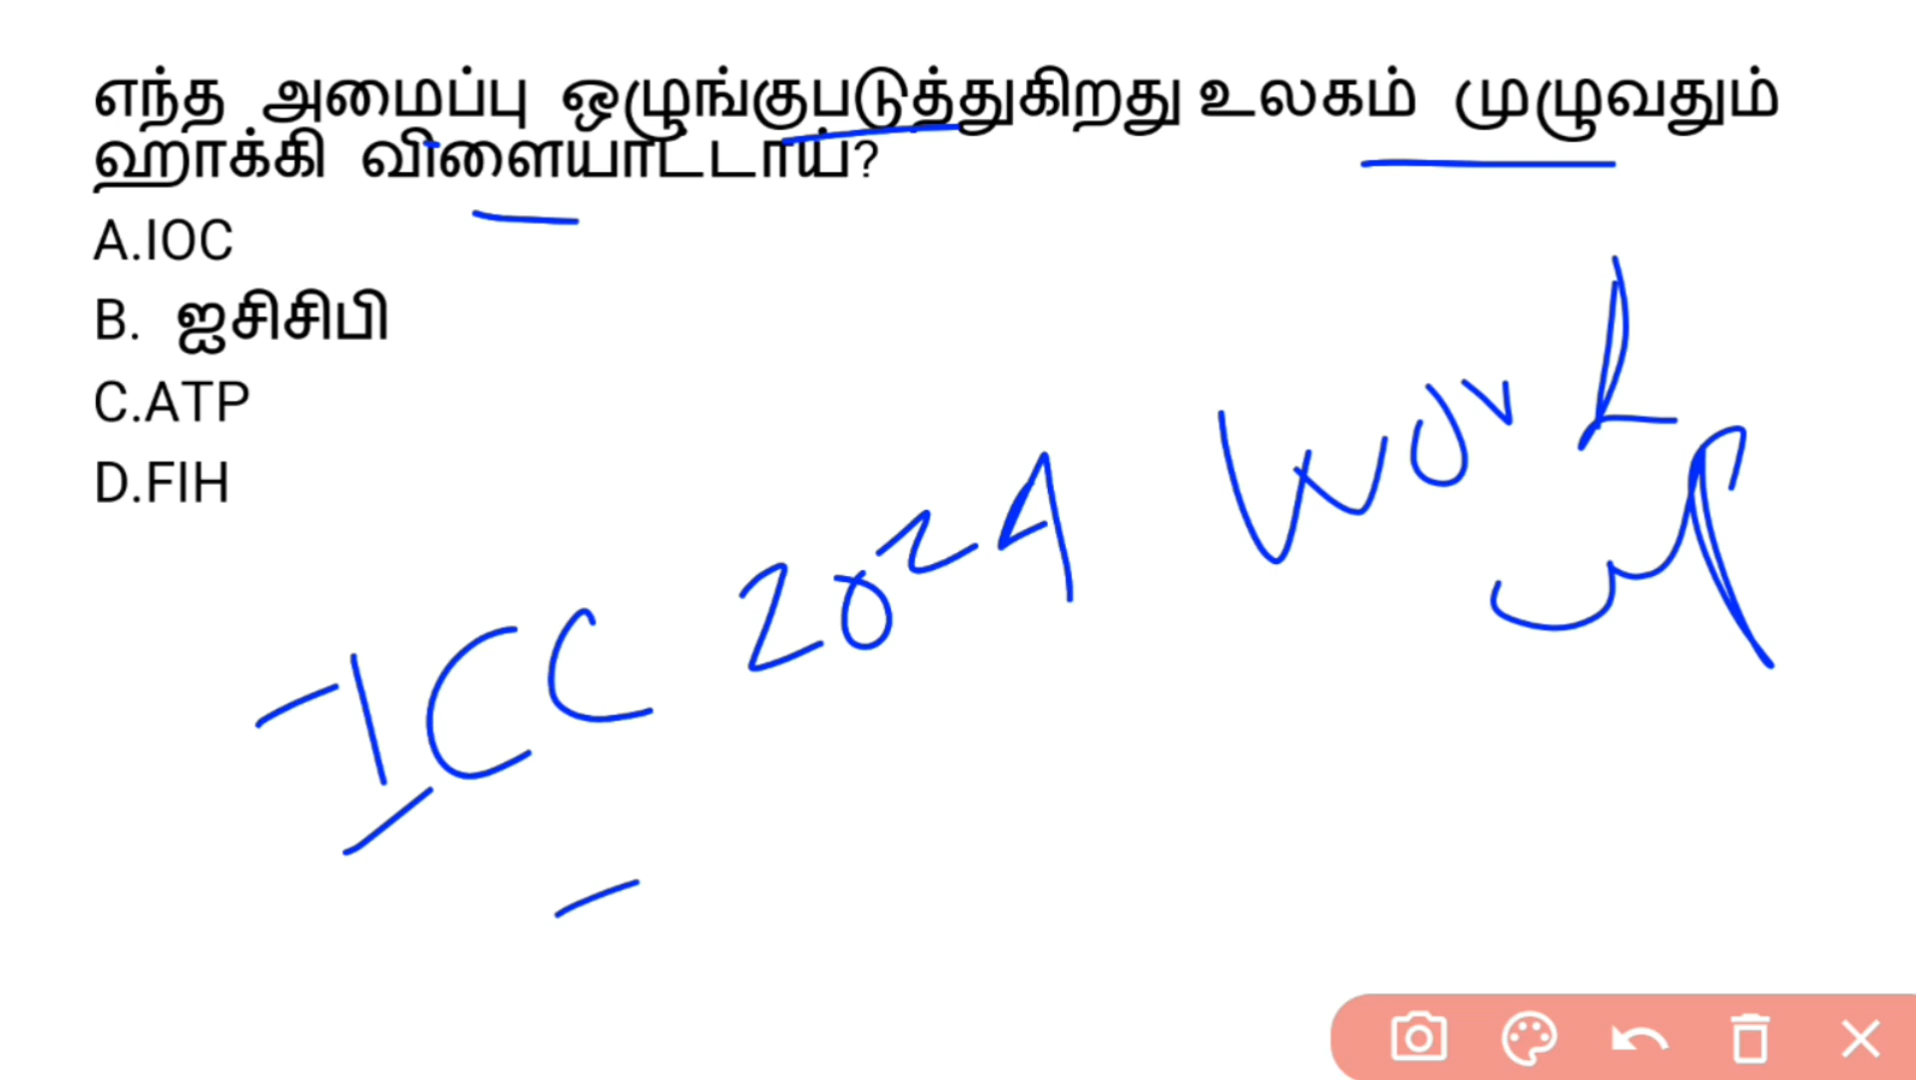 எந்த அமைப்பு ஒழுங்குபடுத்துகிறது உலகம் முழுவதும்
ஹாக்கி விளையாட்டாய்?
A.IOC
B. ஐசிசிபி
C.ATP
D.FIH
ICC 2024 World